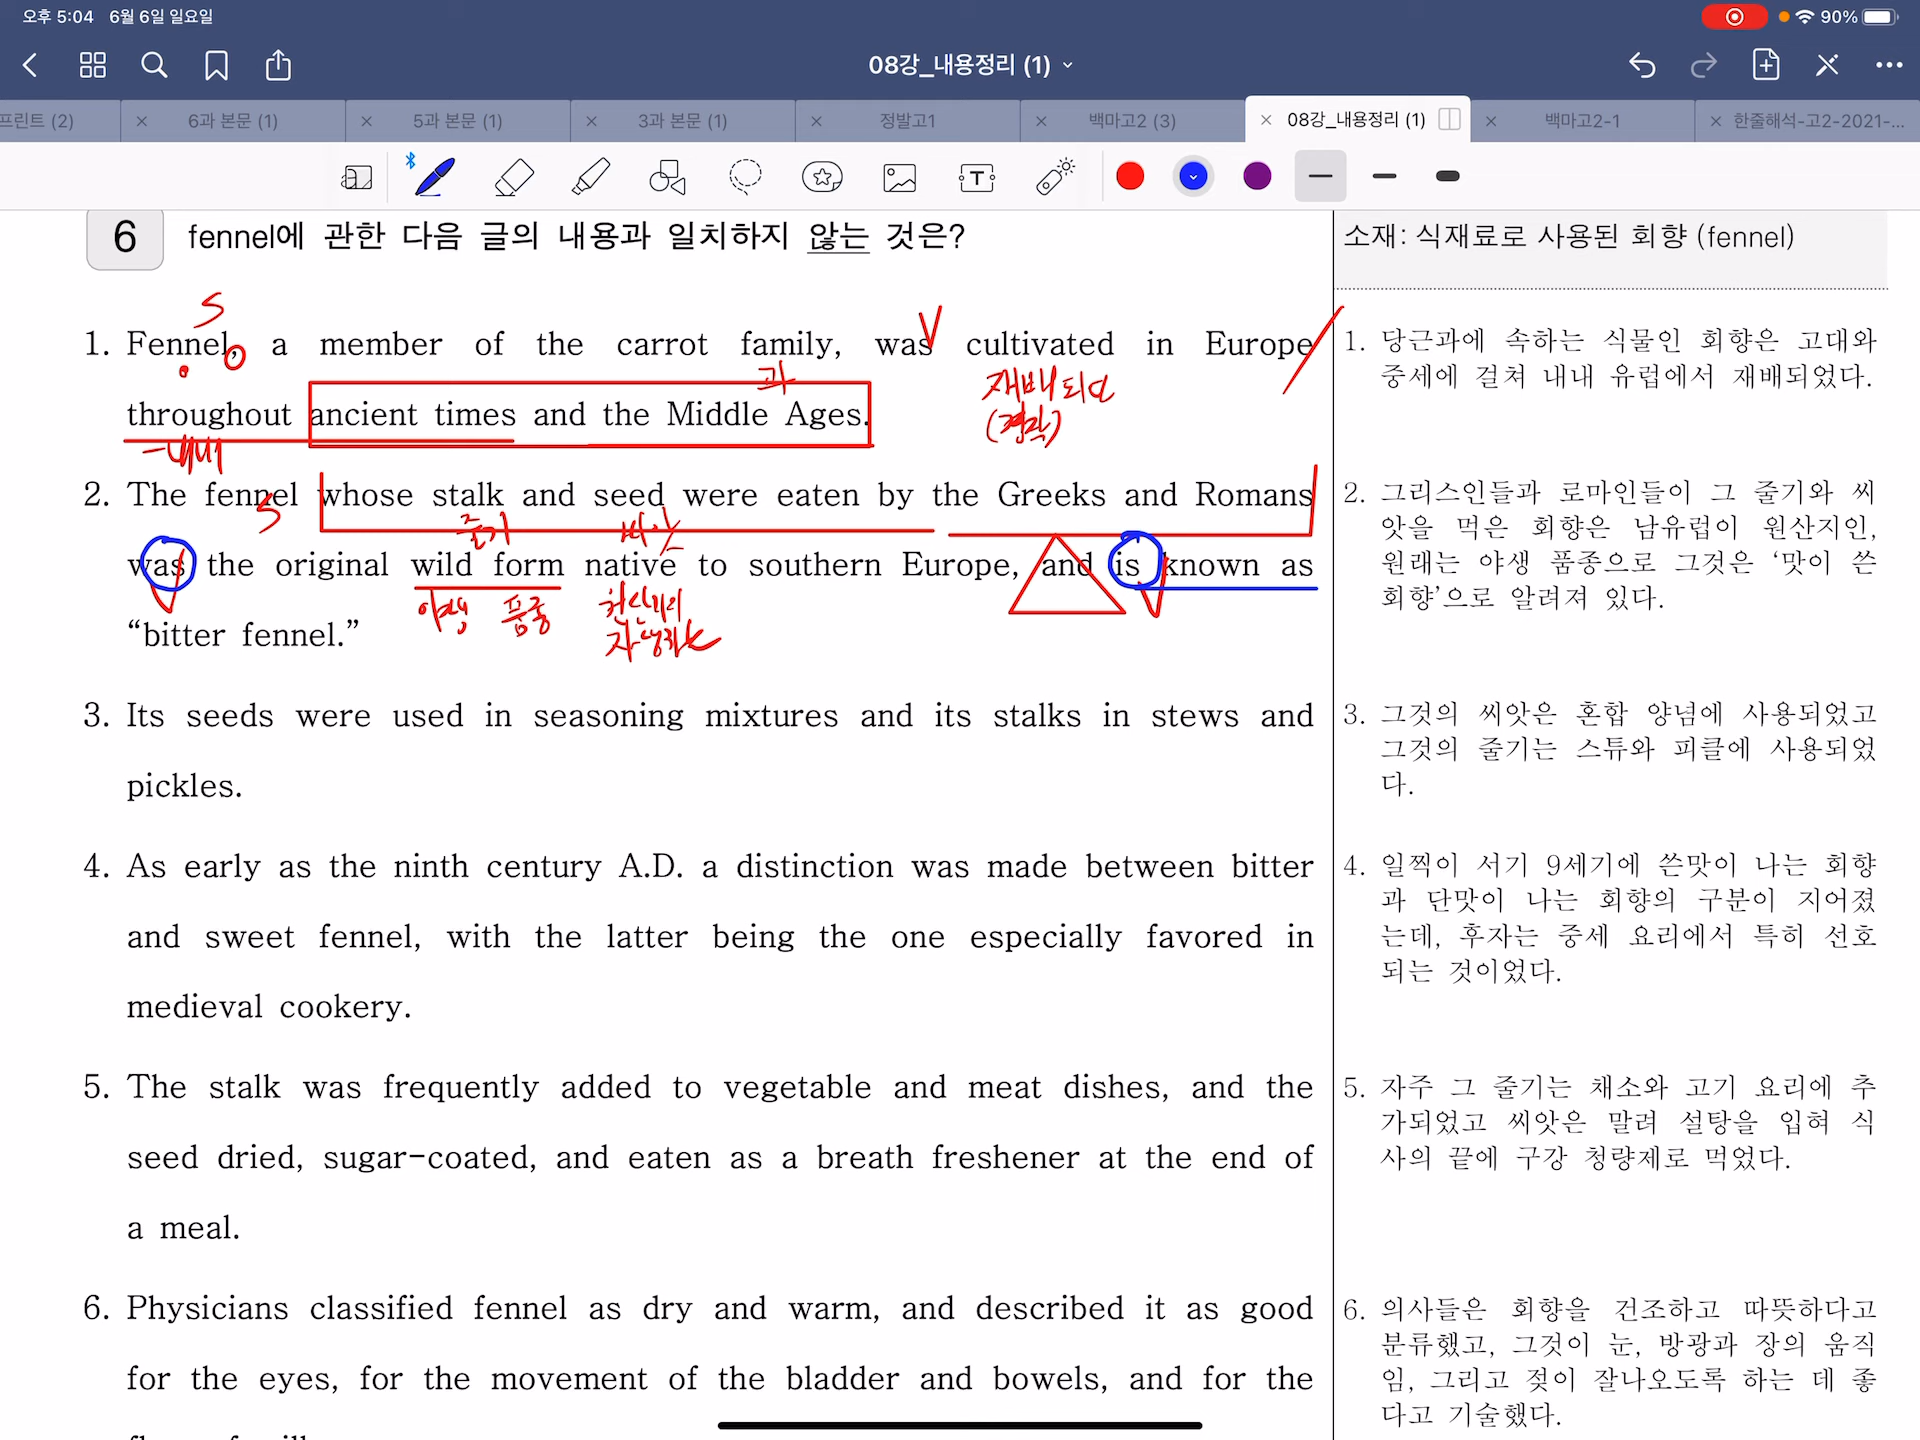 오후 5:04 6월 6일 일요일
90%
08강_내용정리 (1)
프린트 (2)
6과 본문 (1)
5과 본문 (1)
3과 본문 (1)
정발고1
백마고2 (3)
08강_내용정리 (1)
백마고2-1
한줄해석-고2-2021-...
6 fennel에 관한 다음 글의 내용과 일치하지 않는 것은?
S V
1. Fennel, a member of the carrot family, was cultivated in Europe
과 재배되다
throughout ancient times and the Middle Ages.
(경작)
~내내
2. The fennel whose stalk and seed were eaten by the Greeks and Romans
S 줄기 씨앗
was the original wild form native to southern Europe, and is known as
V 야생 품종 원산지의 V
자생하는
“bitter fennel.”
3. Its seeds were used in seasoning mixtures and its stalks in stews and
pickles.
4. As early as the ninth century A.D. a distinction was made between bitter
and sweet fennel, with the latter being the one especially favored in
medieval cookery.
5. The stalk was frequently added to vegetable and meat dishes, and the
seed dried, sugar-coated, and eaten as a breath freshener at the end of
a meal.
6. Physicians classified fennel as dry and warm, and described it as good
for the eyes, for the movement of the bladder and bowels, and for the
소재: 식재료로 사용된 회향 (fennel)
1. 당근과에 속하는 식물인 회향은 고대와
중세에 걸쳐 내내 유럽에서 재배되었다.
2. 그리스인들과 로마인들이 그 줄기와 씨
앗을 먹은 회향은 남유럽이 원산지인,
원래는 야생 품종으로 그것은 ‘맛이 쓴
회향’으로 알려져 있다.
3. 그것의 씨앗은 혼합 양념에 사용되었고
그것의 줄기는 스튜와 피클에 사용되었
다.
4. 일찍이 서기 9세기에 쓴맛이 나는 회향
과 단맛이 나는 회향의 구분이 지어졌
는데, 후자는 중세 요리에서 특히 선호
되는 것이었다.
5. 자주 그 줄기는 채소와 고기 요리에 추
가되었고 씨앗은 말려 설탕을 입혀 식
사의 끝에 구강 청량제로 먹었다.
6. 의사들은 회향을 건조하고 따뜻하다고
분류했고, 그것이 눈, 방광과 장의 움직
임, 그리고 젖이 잘나오도록 하는 데 좋
다고 기술했다.